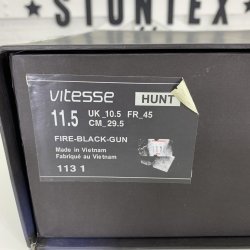 STUNTEX
vitesse
HUNT
11.5 UK_10.5 FR_45
CM_29.5
FIRE-BLACK-GUN
Made in Vietnam
Fabriqué au Vietnam
113 1